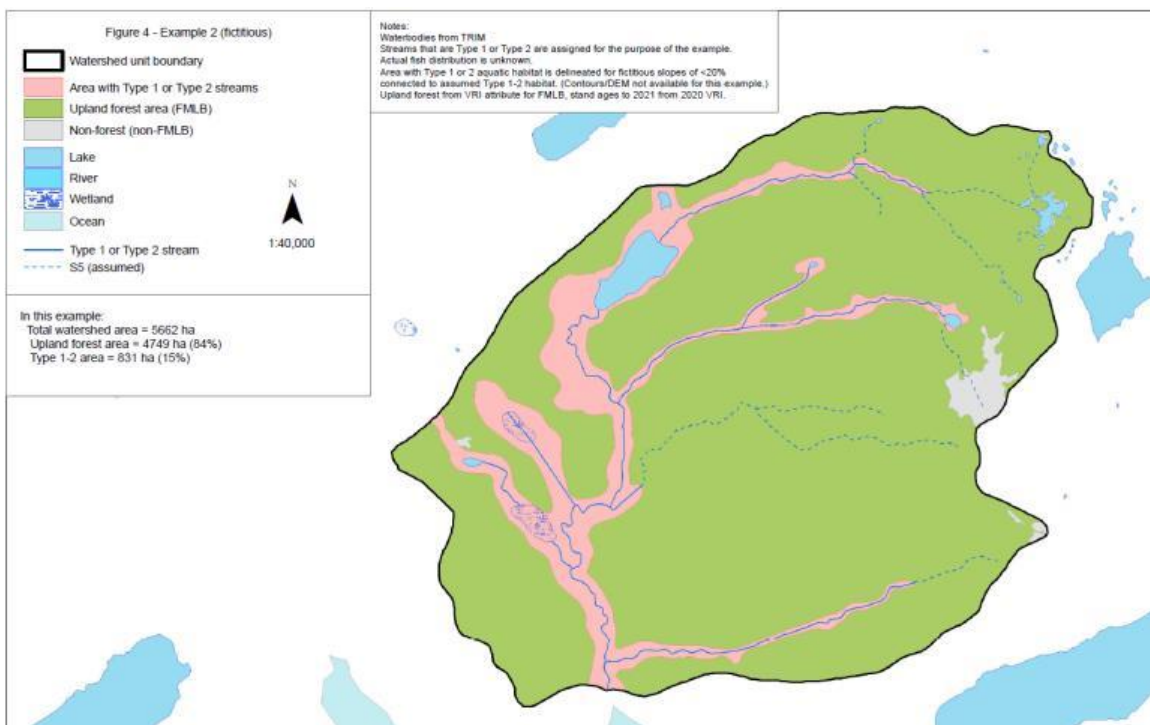 Figure 4 - Example 2 (fictitious)
Watershed unit boundary
Area with Type 1 or Type 2 streams
Upland forest area (FMLB)
Non-forest (non-FMLB)
Lake
River
Wetland
Ocean
Type 1 or Type 2 stream
S5 (assumed)
N
1:40,000
In this example:
Total watershed area = 5662 ha
Upland forest area = 4749 ha (84%)
Type 1-2 area = 831 ha (15%)
Notes:
Waterbodies from TRIM
Streams that are Type 1 or Type 2 are assigned for the purpose of the example.
Actual fish distribution is unknown.
Area with Type 1 or 2 aquatic habitat is delineated for fictitious slopes of <20%
connected to assumed Type 1-2 habitat. (Contours/DEM not available for this example.)
Upland forest from VRI attribute for FMLB, stand ages to 2021 from 2020 VRI.